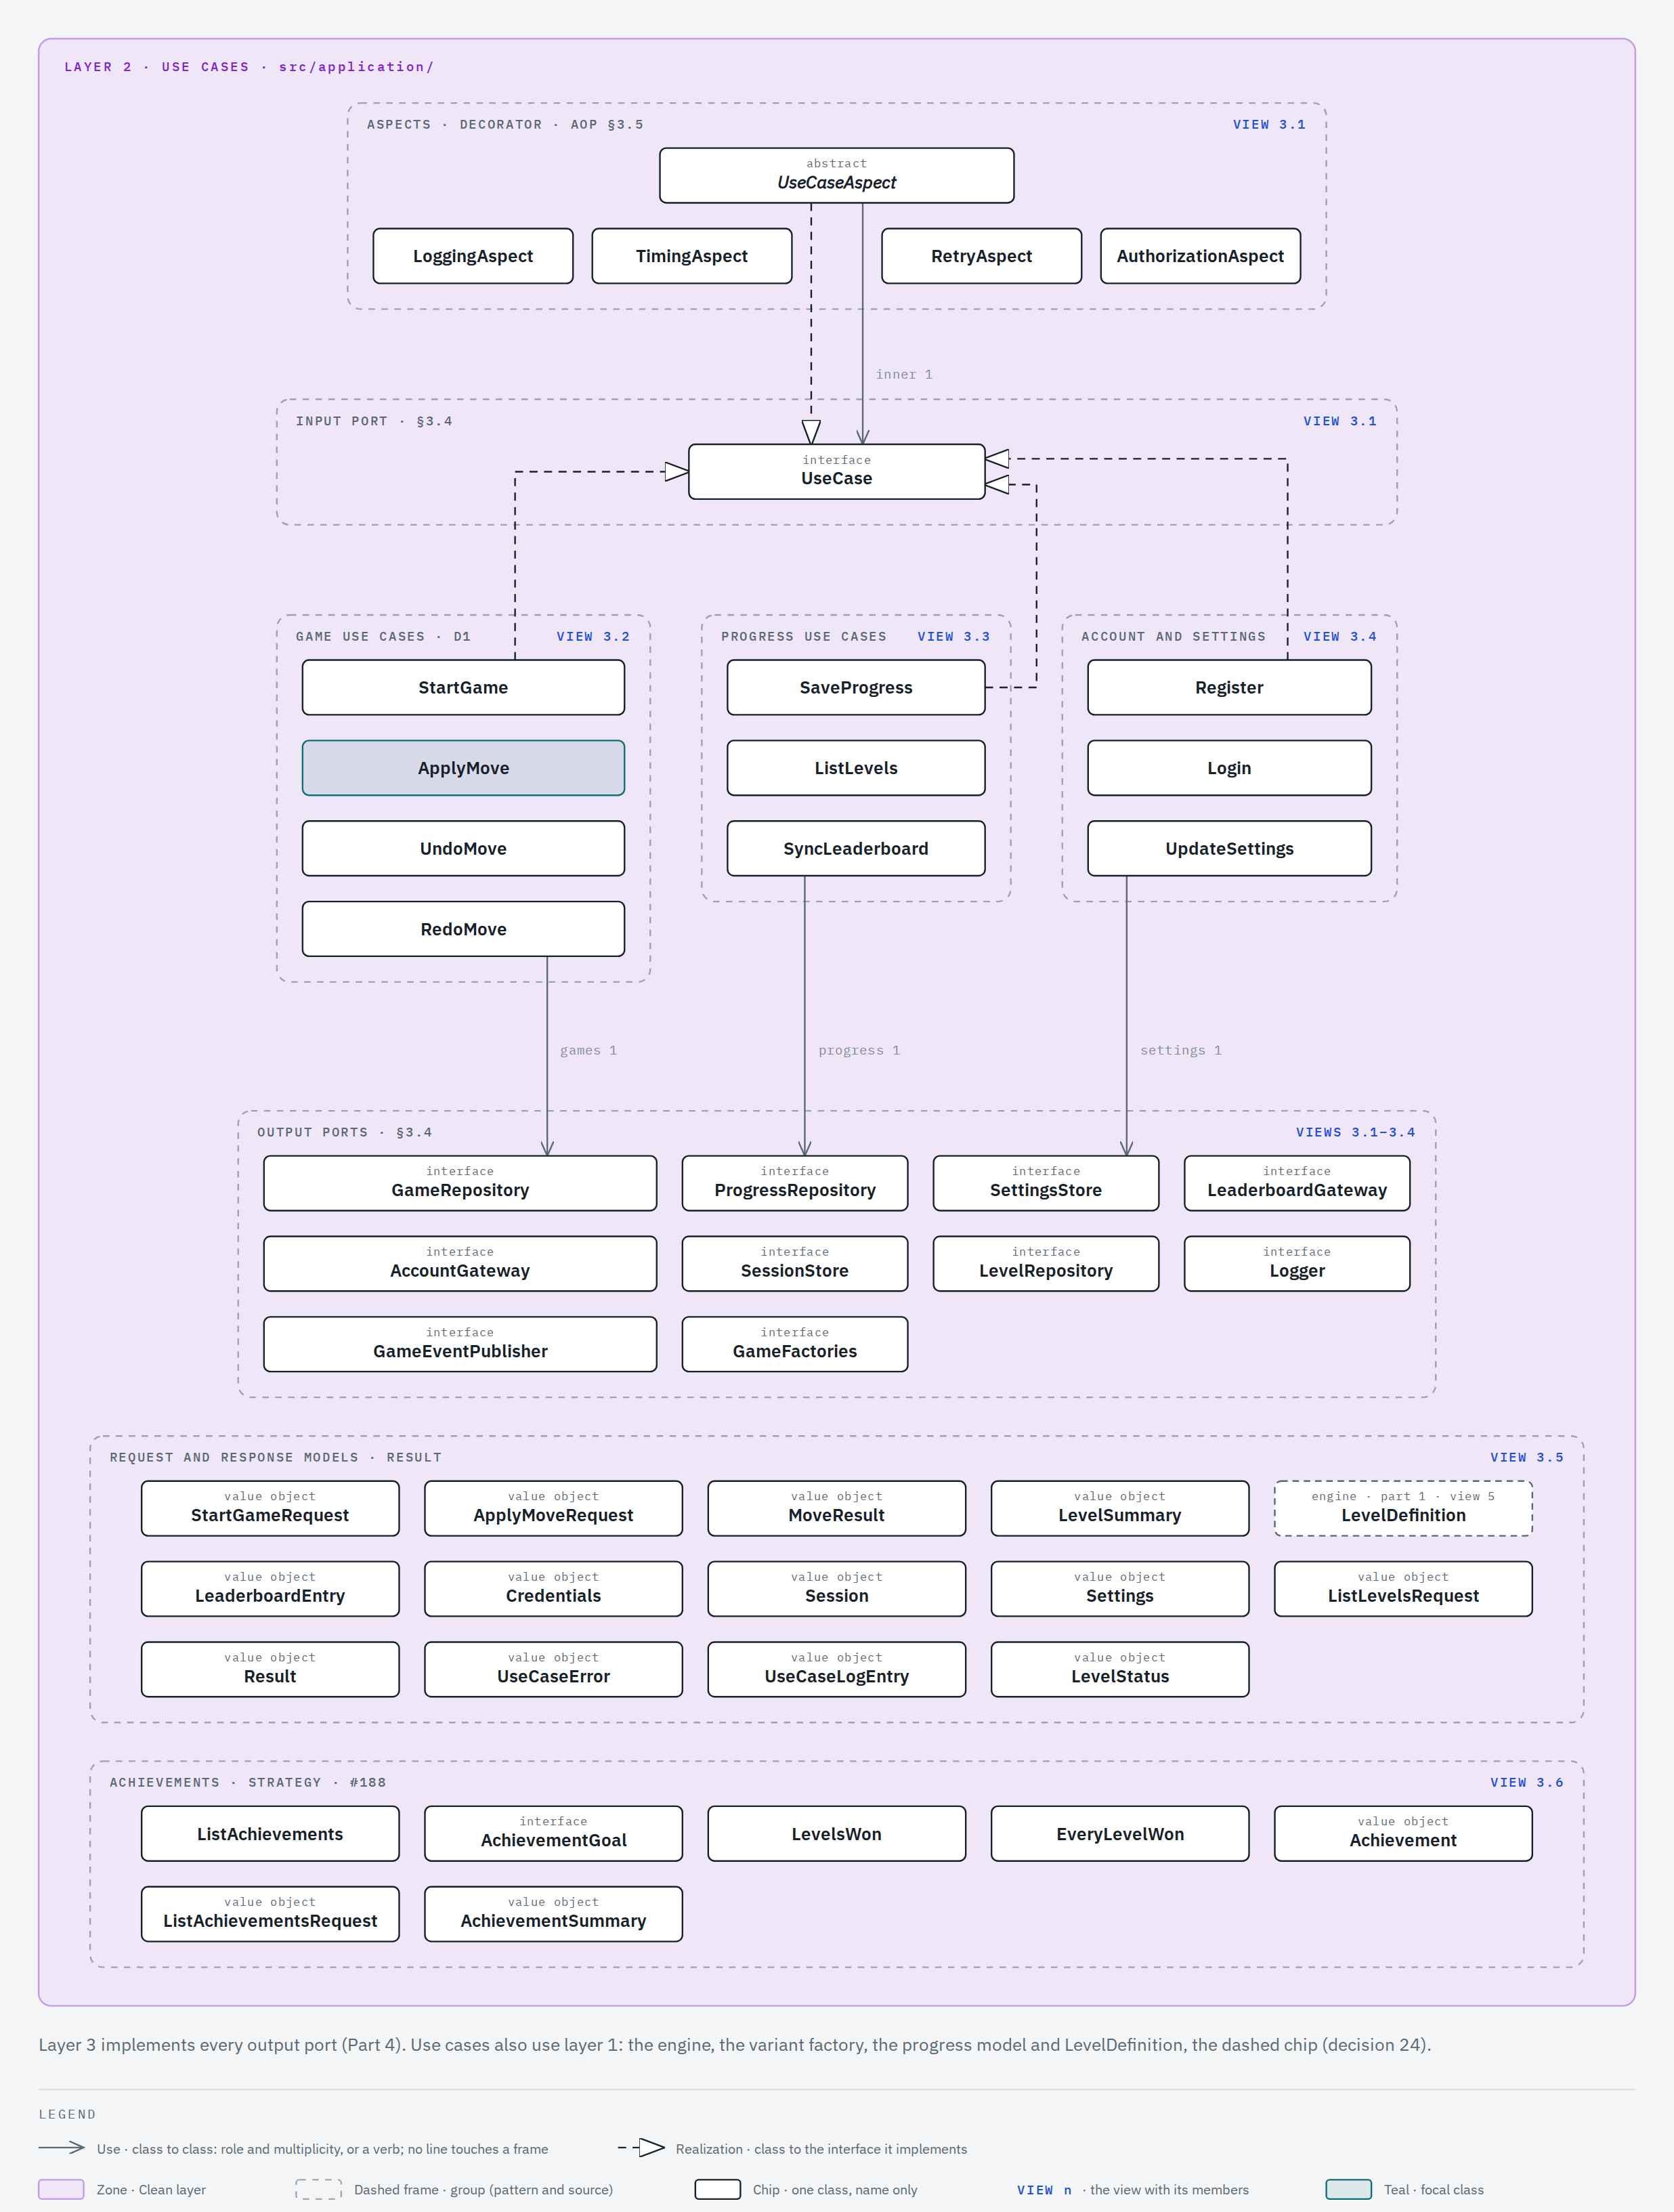 LAYER 2 · USE CASES · src/application/
ASPECTS · DECORATOR · AOP §3.5
VIEW 3.1
abstract
UseCaseAspect
LoggingAspect
TimingAspect
RetryAspect
AuthorizationAspect
inner 1
INPUT PORT · §3.4
VIEW 3.1
interface
UseCase
GAME USE CASES · D1
VIEW 3.2
PROGRESS USE CASES
VIEW 3.3
ACCOUNT AND SETTINGS
VIEW 3.4
StartGame
SaveProgress
Register
ApplyMove
ListLevels
Login
UndoMove
SyncLeaderboard
UpdateSettings
RedoMove
games 1
progress 1
settings 1
OUTPUT PORTS · §3.4
VIEWS 3.1–3.4
interface
GameRepository
interface
ProgressRepository
interface
SettingsStore
interface
LeaderboardGateway
interface
AccountGateway
interface
SessionStore
interface
LevelRepository
interface
Logger
interface
GameEventPublisher
interface
GameFactories
REQUEST AND RESPONSE MODELS · RESULT
VIEW 3.5
value object
StartGameRequest
value object
ApplyMoveRequest
value object
MoveResult
value object
LevelSummary
engine · part 1 · view 5
LevelDefinition
value object
LeaderboardEntry
value object
Credentials
value object
Session
value object
Settings
value object
ListLevelsRequest
value object
Result
value object
UseCaseError
value object
UseCaseLogEntry
value object
LevelStatus
ACHIEVEMENTS · STRATEGY · #188
VIEW 3.6
ListAchievements
interface
AchievementGoal
LevelsWon
EveryLevelWon
value object
Achievement
value object
ListAchievementsRequest
value object
AchievementSummary
Layer 3 implements every output port (Part 4). Use cases also use layer 1: the engine, the variant factory, the progress model and LevelDefinition, the dashed chip (decision 24).
LEGEND
Use · class to class: role and multiplicity, or a verb; no line touches a frame
Realization · class to the interface it implements
Zone · Clean layer
Dashed frame · group (pattern and source)
Chip · one class, name only
VIEW n · the view with its members
Teal · focal class